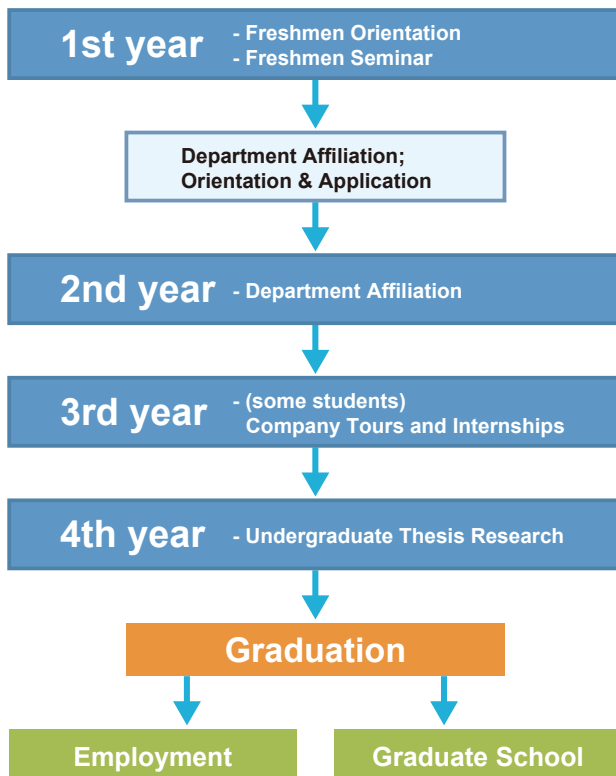 1st year
- Freshmen Orientation
- Freshmen Seminar
Department Affiliation;
Orientation & Application
2nd year
- Department Affiliation
3rd year
- (some students)
Company Tours and Internships
4th year
- Undergraduate Thesis Research
Graduation
Employment
Graduate School